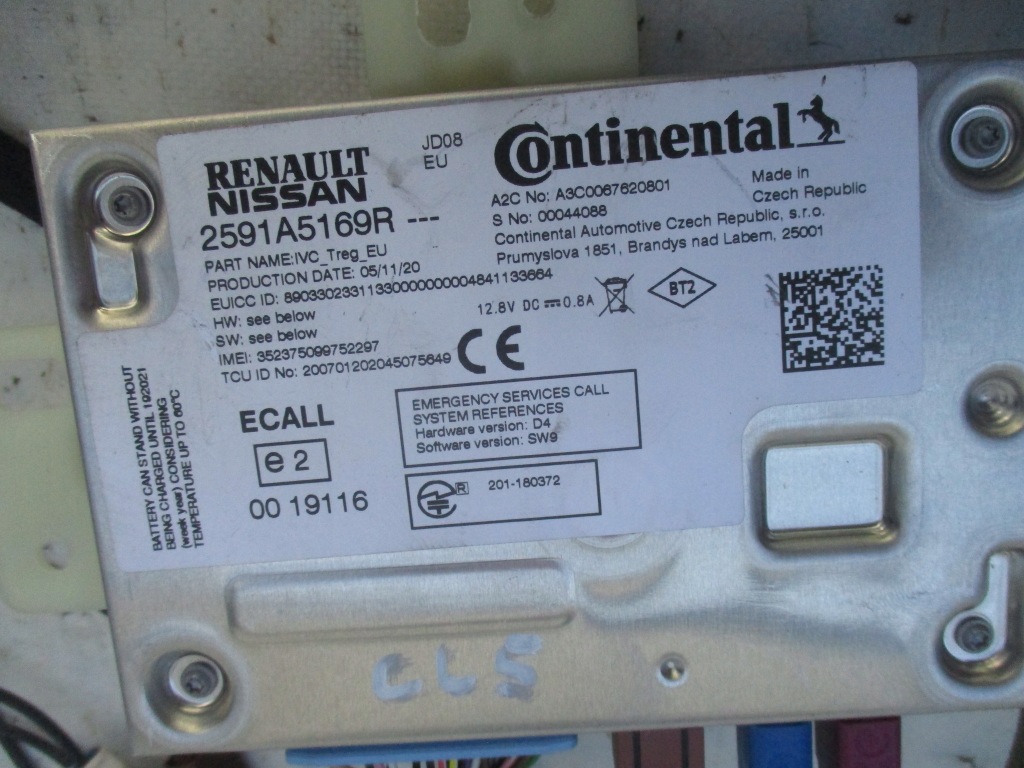 RENAULT
NISSAN
JD08
EU
Continental
2591A5169R ---
PART NAME:IVC_Treg_EU
PRODUCTION DATE: 05/11/20
EUICC ID: 89033023311330000000004841133664
HW: see below
SW: see below
IMEI: 352375099752297
TCU ID No: 200701202045075649
A2C No: A3C0067620801
S No: 00044088
Made in
Czech Republic
Continental Automotive Czech Republic, s.r.o.
Prumyslova 1851, Brandys nad Labem, 25001
12.8V DC 0.8A
BT2
CE
BATTERY CAN STAND WITHOUT
BEING CHARGED UNTIL 192021
(week year) CONSIDERING
TEMPERATURE UP TO 60°C
ECALL
e 2
00 19116
EMERGENCY SERVICES CALL
SYSTEM REFERENCES
Hardware version: D4
Software version: SW9
R 201-180372
CLS